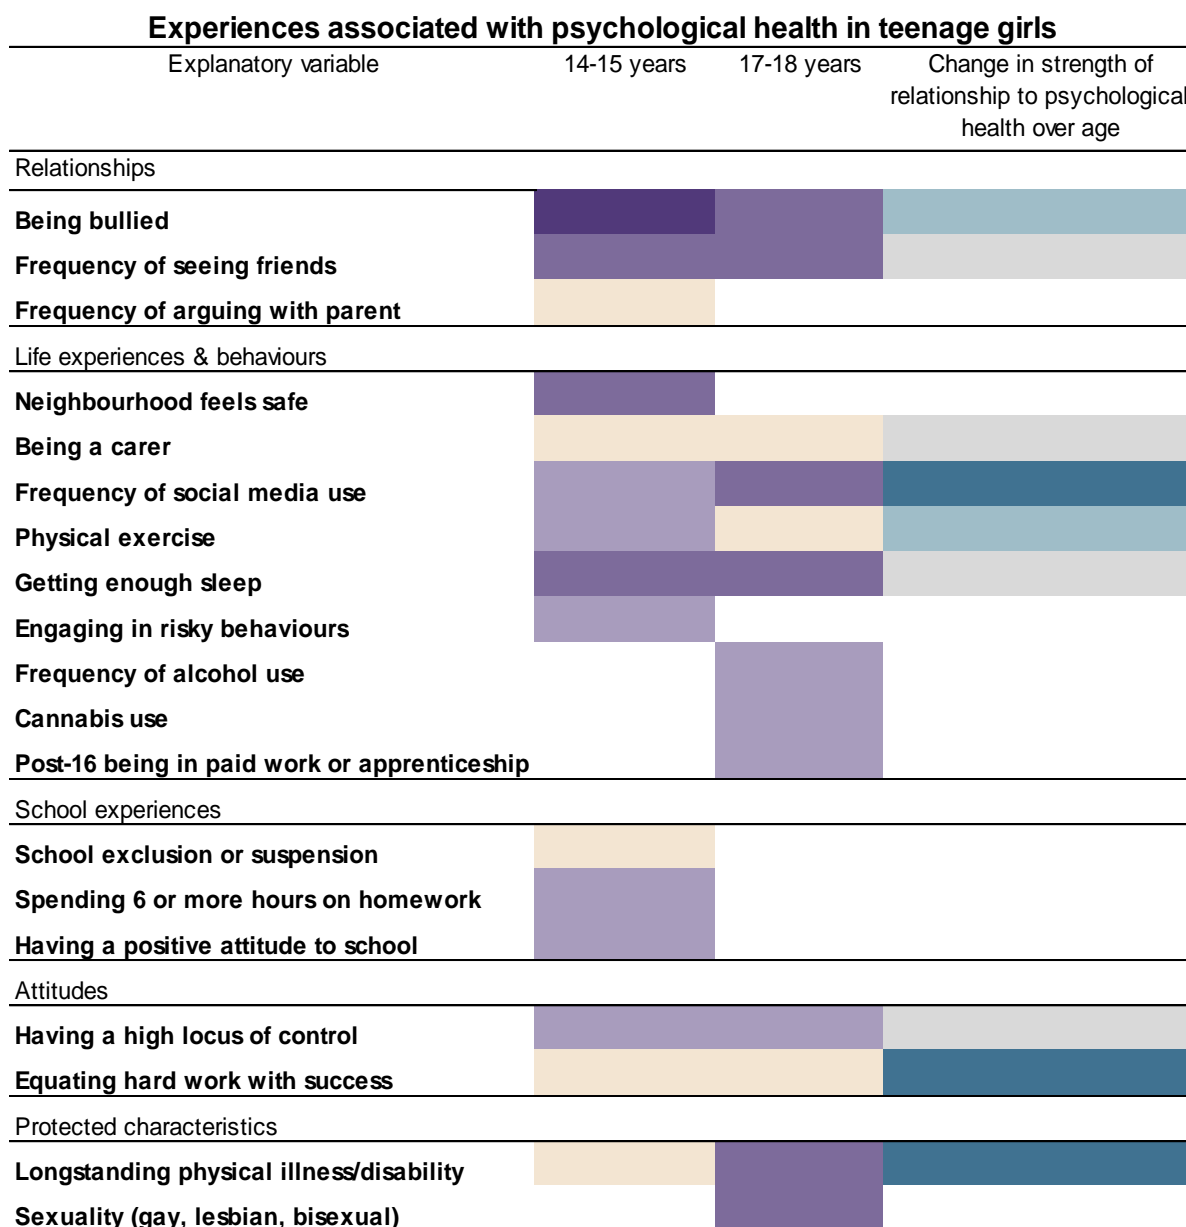 Experiences associated with psychological health in teenage girls
Explanatory variable 14-15 years 17-18 years Change in strength of
relationship to psychological
health over age
Relationships
Being bullied
Frequency of seeing friends
Frequency of arguing with parent
Life experiences & behaviours
Neighbourhood feels safe
Being a carer
Frequency of social media use
Physical exercise
Getting enough sleep
Engaging in risky behaviours
Frequency of alcohol use
Cannabis use
Post-16 being in paid work or apprenticeship
School experiences
School exclusion or suspension
Spending 6 or more hours on homework
Having a positive attitude to school
Attitudes
Having a high locus of control
Equating hard work with success
Protected characteristics
Longstanding physical illness/disability
Sexuality (gay, lesbian, bisexual)